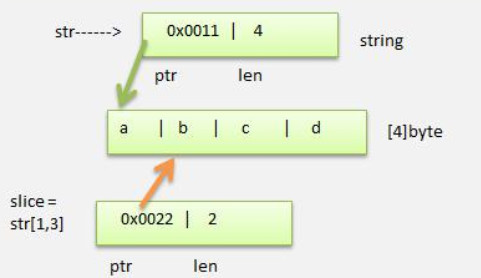 str------> 0x0011 | 4 string
ptr len
a | b | c | d [4]byte
slice =
str[1,3]
0x0022 | 2
ptr len